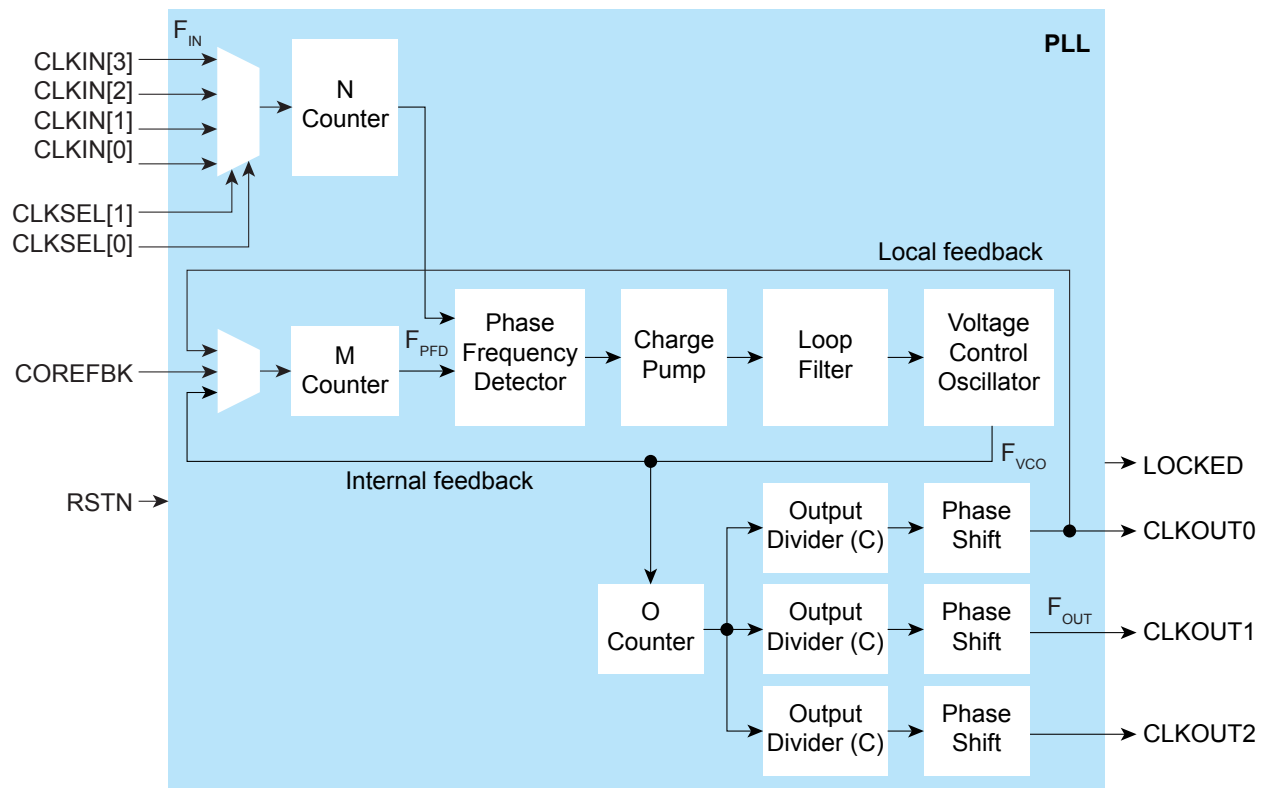 PLL
F_IN
CLKIN[3]
CLKIN[2]
CLKIN[1]
CLKIN[0]
CLKSEL[1]
CLKSEL[0]
N
Counter
Local feedback
COREFBK
M
Counter
F_PFD
Phase
Frequency
Detector
Charge
Pump
Loop
Filter
Voltage
Control
Oscillator
Internal feedback
F_VCO
LOCKED
RSTN
Output
Divider (C)
Phase
Shift
CLKOUT0
O
Counter
Output
Divider (C)
Phase
Shift
F_OUT
CLKOUT1
Output
Divider (C)
Phase
Shift
CLKOUT2